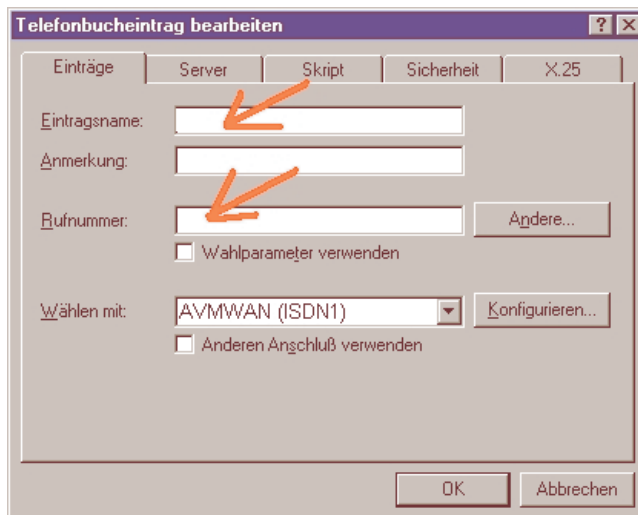 Telefonbucheintrag bearbeiten
Einträge Server Skript Sicherheit X.25
Eintragsname:
Anmerkung:
Rufnummer: Andere...
Wahlparameter verwenden
Wählen mit: AVMWAN (ISDN1) Konfigurieren...
Anderen Anschluß verwenden
OK Abbrechen